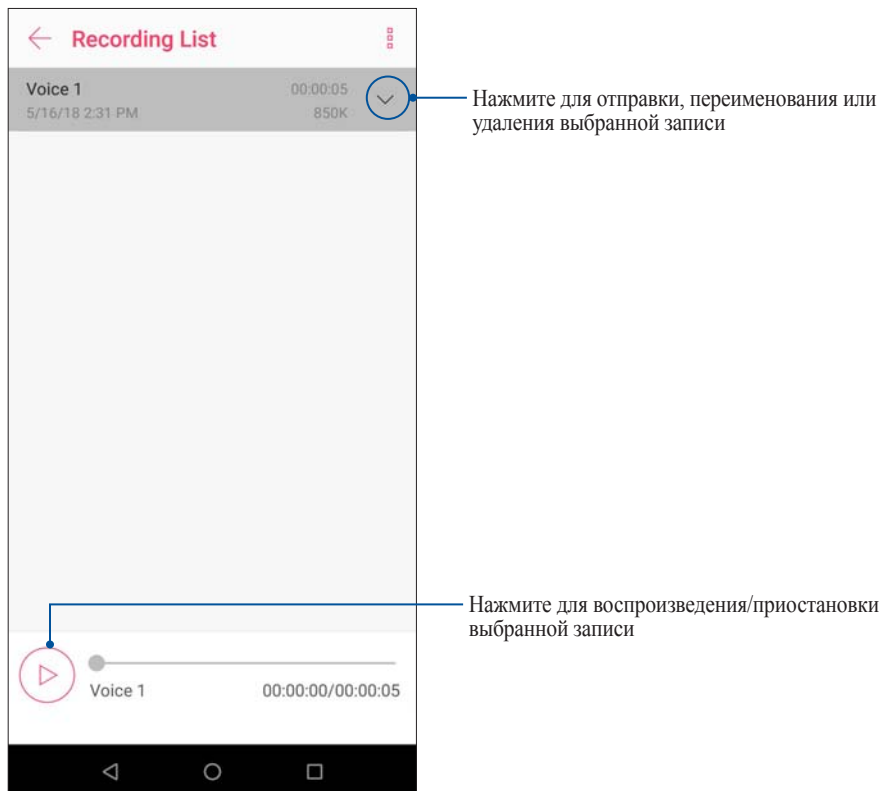 Recording List
Voice 1 00:00:05
5/16/18 2:31 PM 850K
Нажмите для отправки, переименования или
удаления выбранной записи
Нажмите для воспроизведения/приостановки
выбранной записи
Voice 1 00:00:00/00:00:05